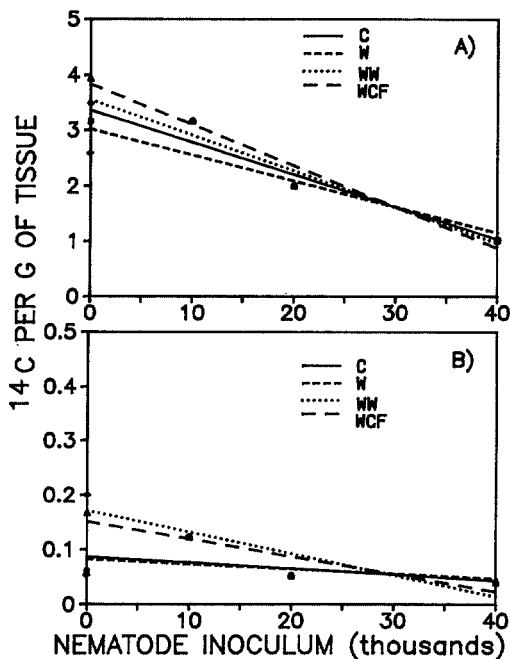 A)
C
W
WW
WCF
5
4
3
2
1
0
0 10 20 30 40
14C PER G OF TISSUE
B)
C
W
WW
WCF
0.5
0.4
0.3
0.2
0.1
0
0 10 20 30 40
NEMATODE INOCULUM (thousands)